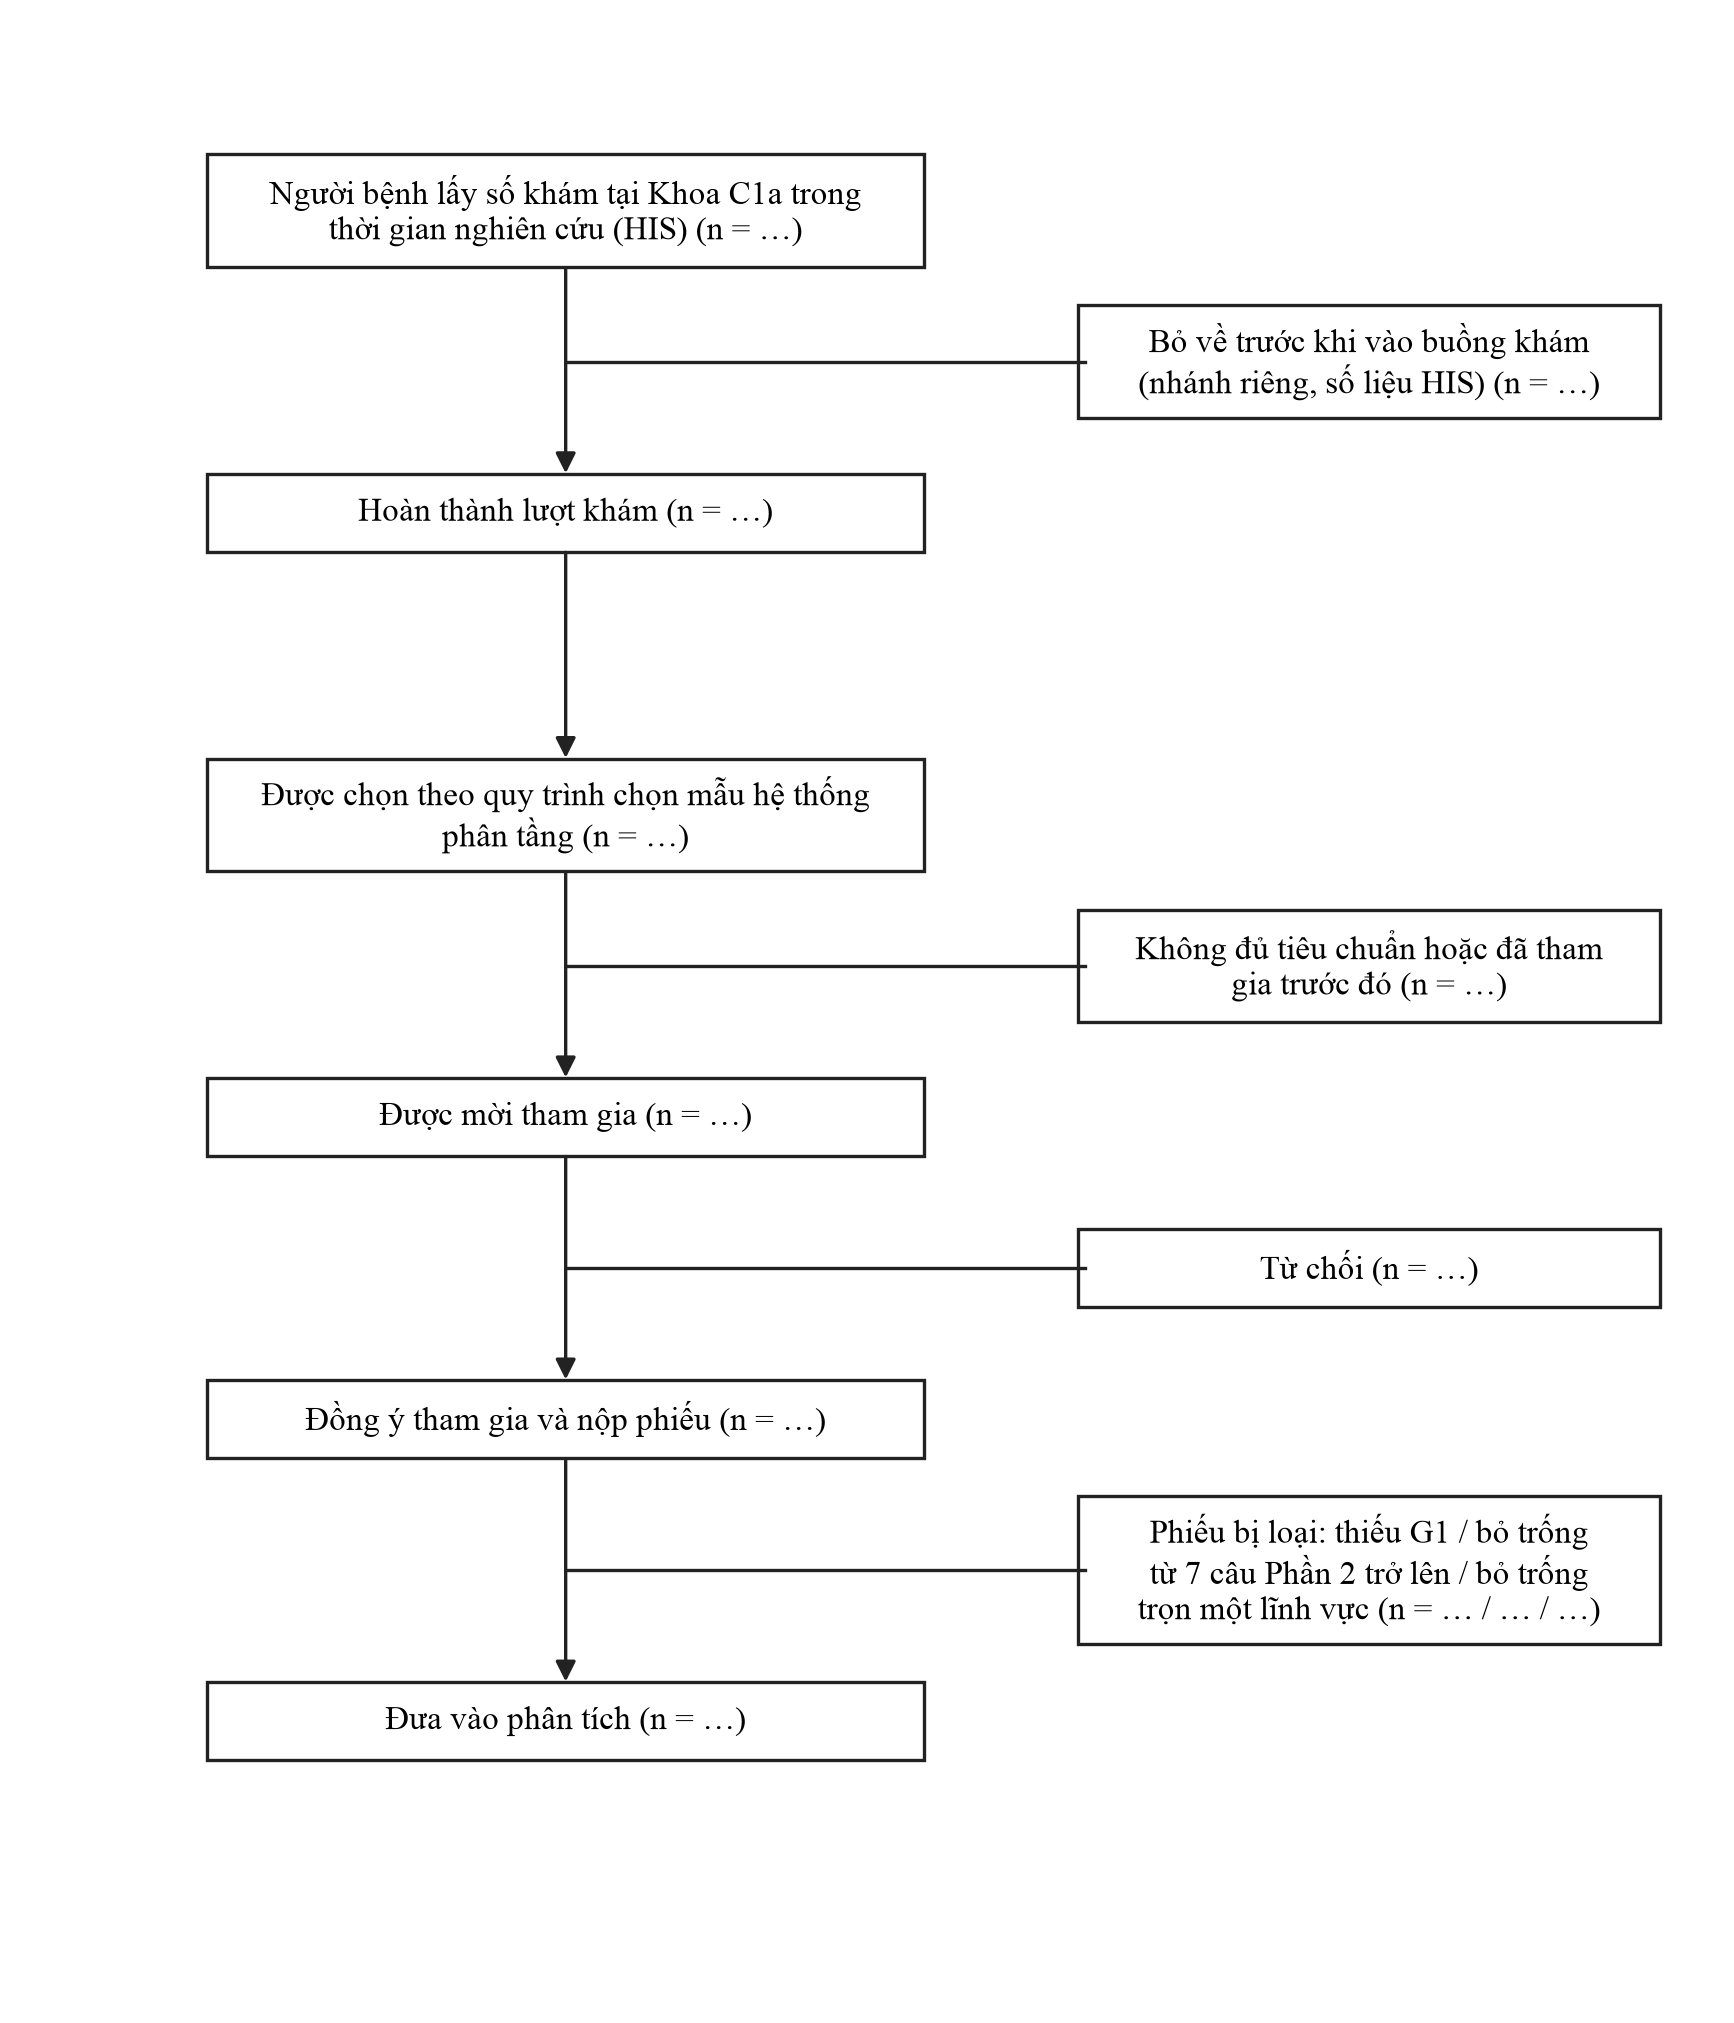 Người bệnh lấy số khám tại Khoa C1a trong
thời gian nghiên cứu (HIS) (n = …)
Bỏ về trước khi vào buồng khám
(nhánh riêng, số liệu HIS) (n = …)
Hoàn thành lượt khám (n = …)
Được chọn theo quy trình chọn mẫu hệ thống
phân tầng (n = …)
Không đủ tiêu chuẩn hoặc đã tham
gia trước đó (n = …)
Được mời tham gia (n = …)
Từ chối (n = …)
Đồng ý tham gia và nộp phiếu (n = …)
Phiếu bị loại: thiếu G1 / bỏ trống
từ 7 câu Phần 2 trở lên / bỏ trống
trọn một lĩnh vực (n = … / … / …)
Đưa vào phân tích (n = …)